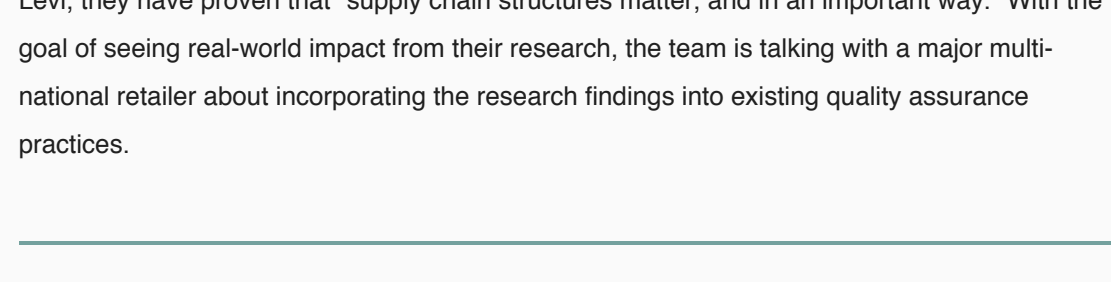 Levi, they have proven that “supply chain structures matter, and in an important way.” With the
goal of seeing real-world impact from their research, the team is talking with a major multi-
national retailer about incorporating the research findings into existing quality assurance
practices.